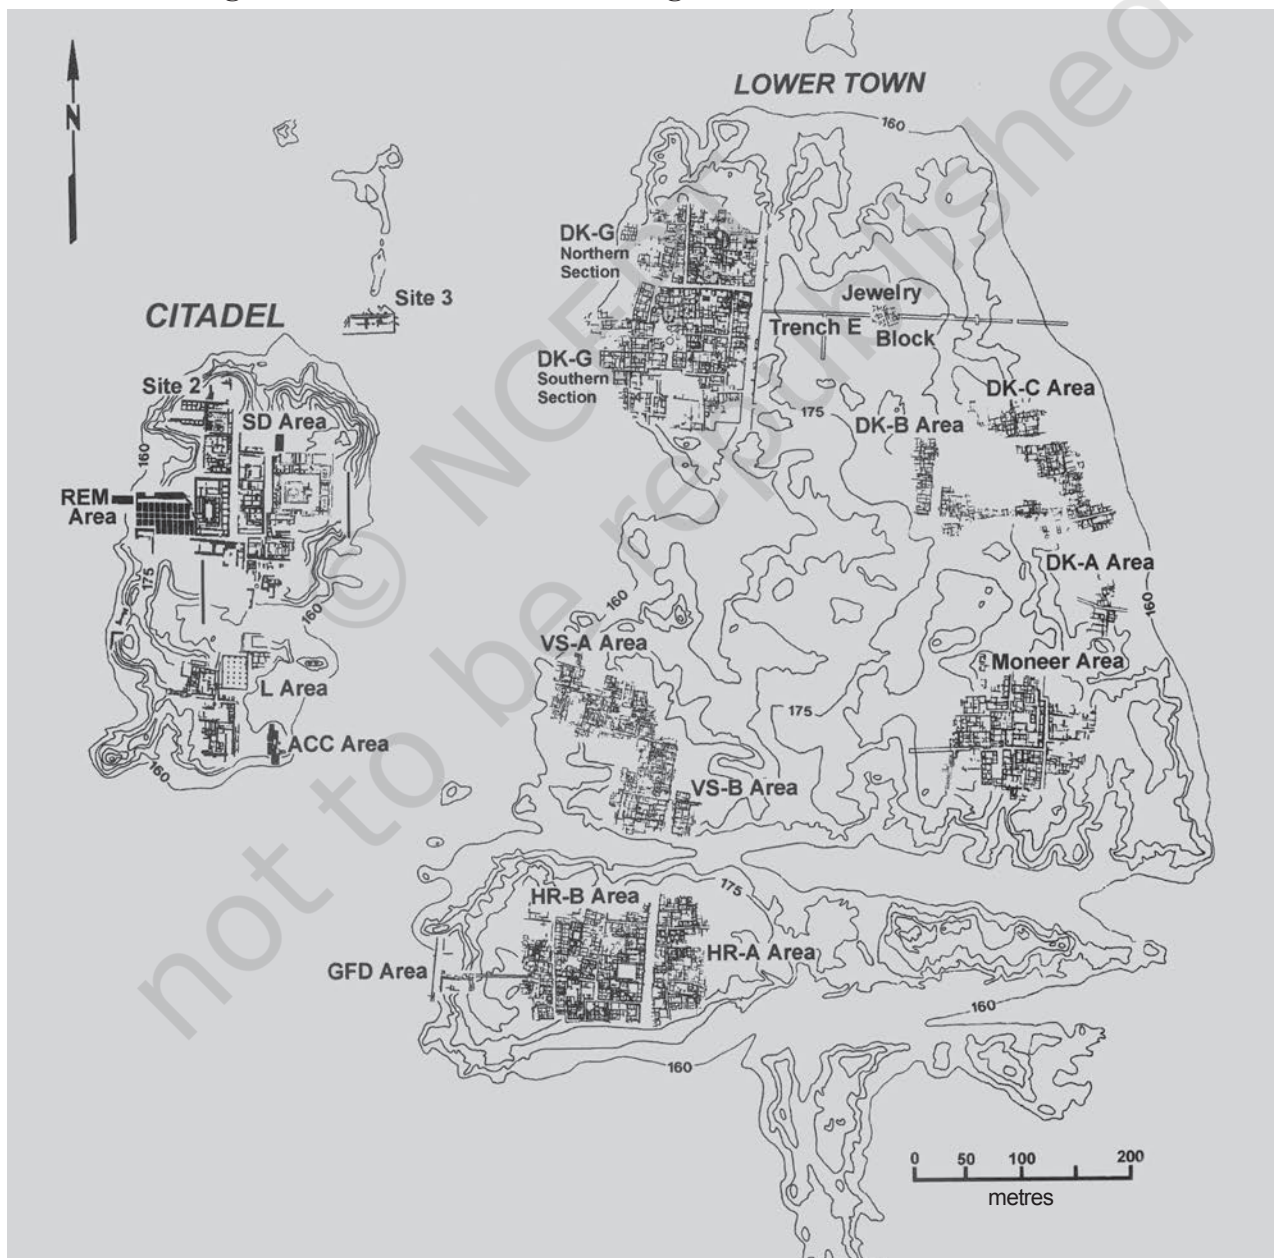 N
LOWER TOWN
160
DK-G
Northern
Section
Jewelry
Site 3
CITADEL
Trench E
Block
DK-G
Southern
Section
Site 2
DK-C Area
175
SD Area
DK-B Area
160
REM
Area
DK-A Area
175
160
160
160
VS-A Area
Moneer Area
L Area
175
ACC Area
160
VS-B Area
HR-B Area
175
HR-A Area
GFD Area
160
160
0 50 100 200
metres
© NCERT
not to be republished